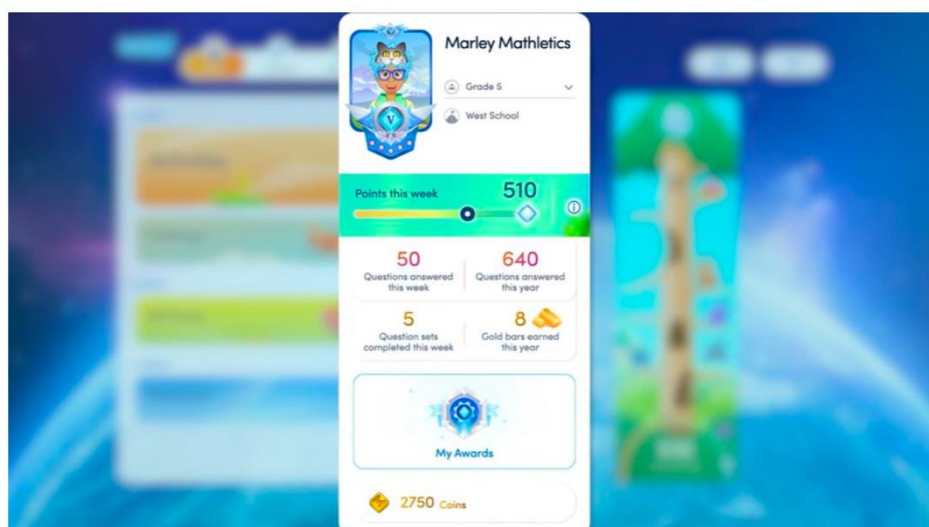 Marley Mathletics
Grade 5
West School
V
Points this week
510
50
Questions answered
this week
640
Questions answered
this year
5
Question sets
completed this week
8
Gold bars earned
this year
My Awards
2750 Coins